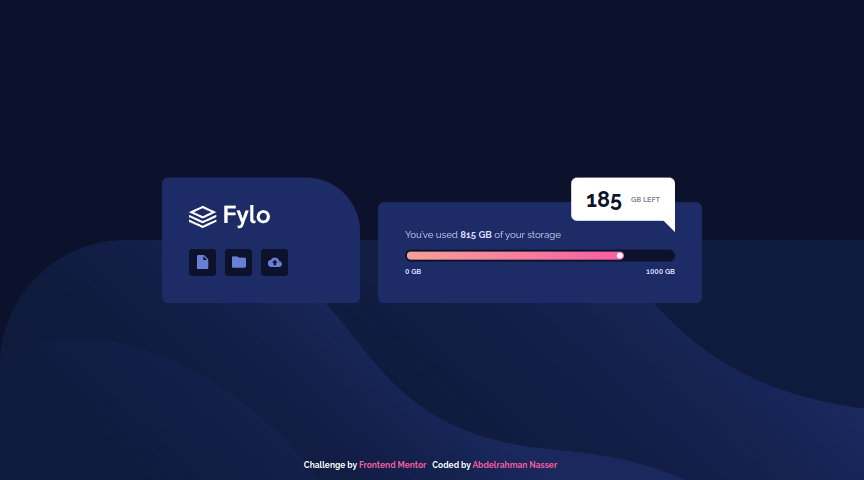 Fylo
185 GB LEFT
You've used 815 GB of your storage
0 GB 1000 GB
Challenge by Frontend Mentor Coded by Abdelrahman Nasser